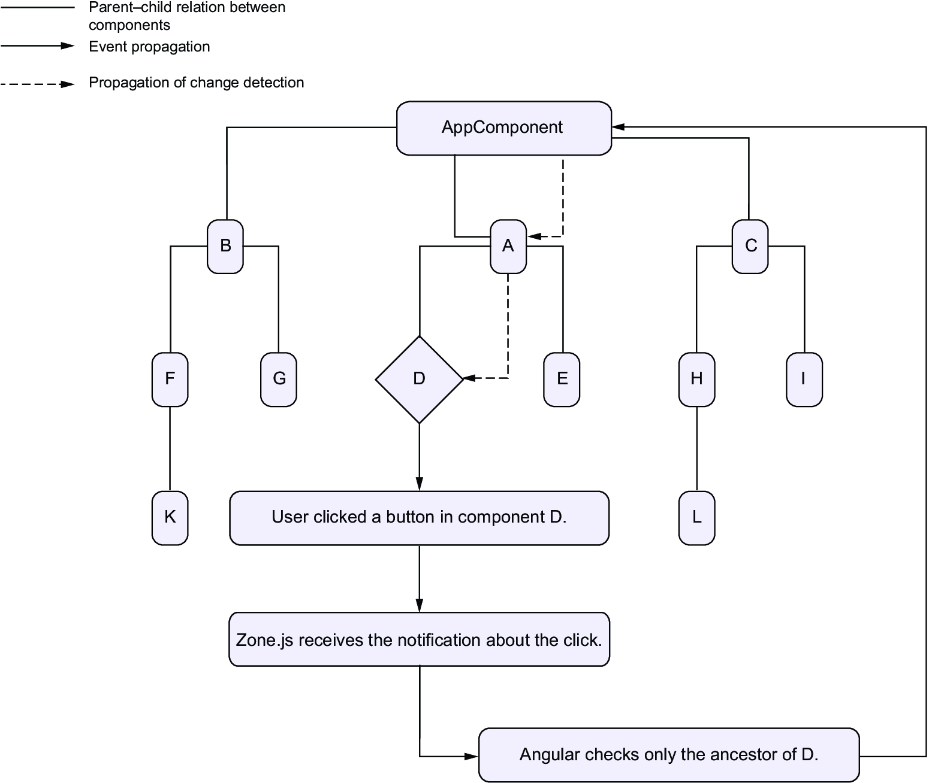 Parent–child relation between
components
Event propagation
Propagation of change detection
AppComponent
B
A
C
F
G
D
E
H
I
K
User clicked a button in component D.
L
Zone.js receives the notification about the click.
Angular checks only the ancestor of D.